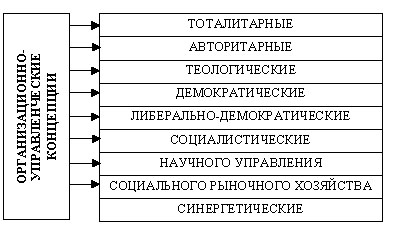 ОРГАНИЗАЦИОННО-
УПРАВЛЕНЧЕСКИЕ
КОНЦЕПЦИИ
ТОТАЛИТАРНЫЕ
АВТОРИТАРНЫЕ
ТЕОЛОГИЧЕСКИЕ
ДЕМОКРАТИЧЕСКИЕ
ЛИБЕРАЛЬНО-ДЕМОКРАТИЧЕСКИЕ
СОЦИАЛИСТИЧЕСКИЕ
НАУЧНОГО УПРАВЛЕНИЯ
СОЦИАЛЬНОГО РЫНОЧНОГО ХОЗЯЙСТВА
СИНЕРГЕТИЧЕСКИЕ